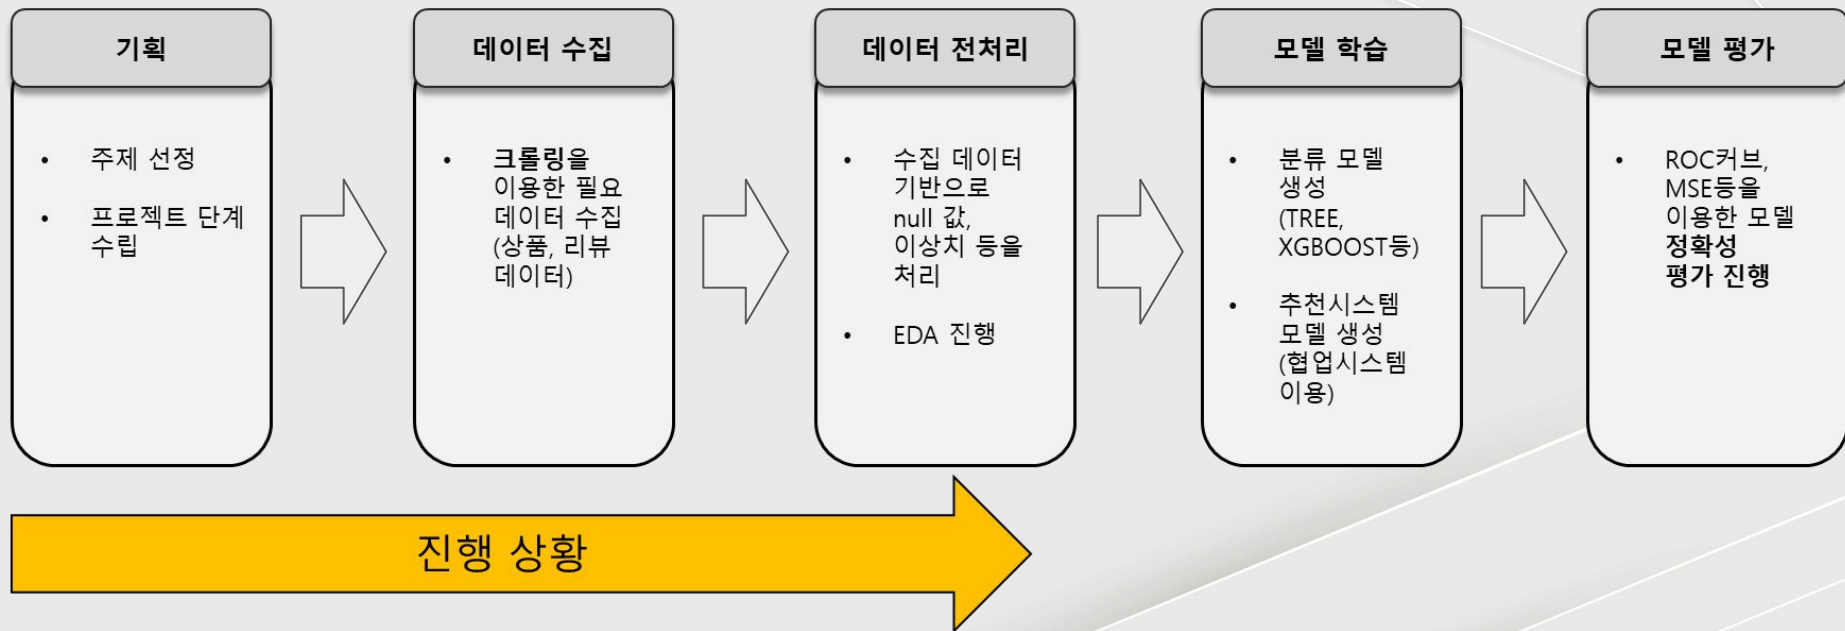 기획
• 주제 선정
• 프로젝트 단계
수립
데이터 수집
• 크롤링을
이용한 필요
데이터 수집
(상품, 리뷰
데이터)
데이터 전처리
• 수집 데이터
기반으로
null 값,
이상치 등을
처리
• EDA 진행
모델 학습
• 분류 모델
생성
(TREE,
XGBOOST등)
• 추천시스템
모델 생성
(협업시스템
이용)
모델 평가
• ROC커브,
MSE등을
이용한 모델
정확성
평가 진행
진행 상황